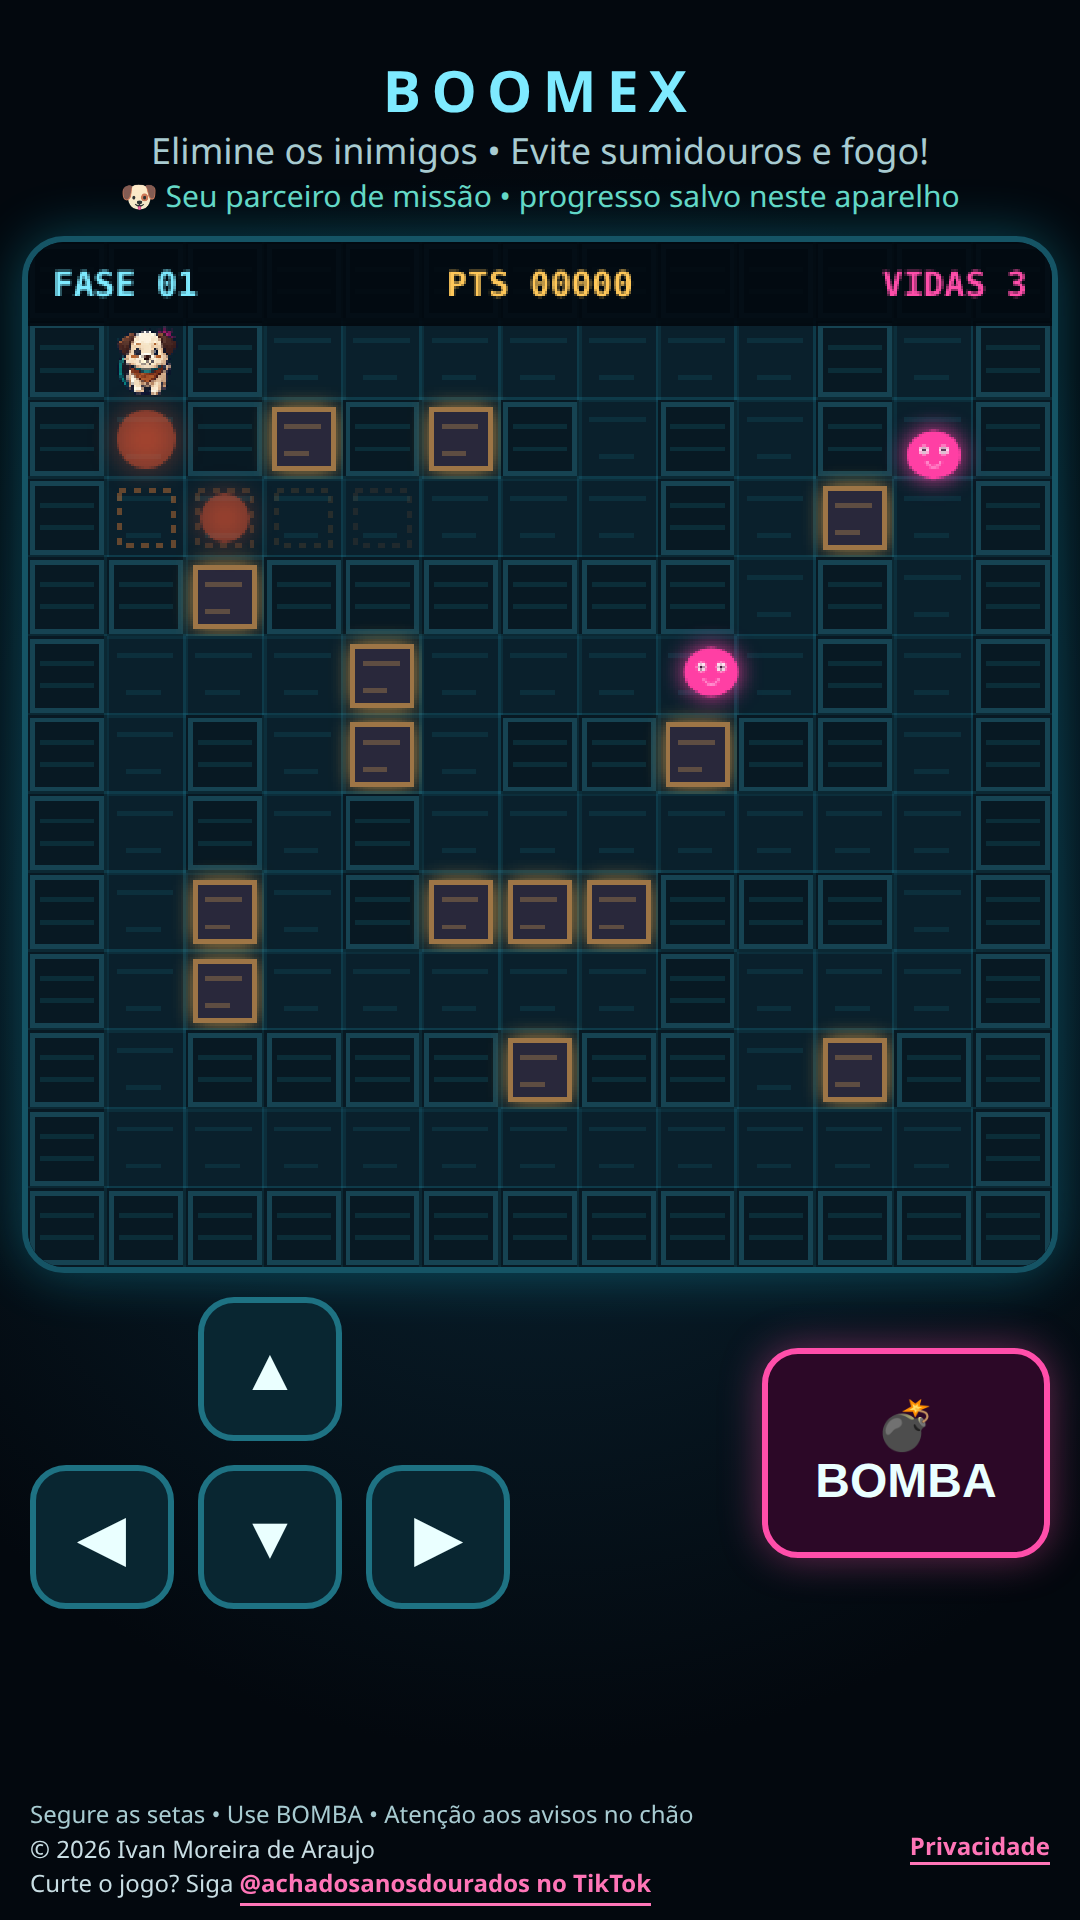 BOOMEX
Elimine os inimigos • Evite sumidouros e fogo!
🐶 Seu parceiro de missão • progresso salvo neste aparelho
FASE 01 PTS 00000 VIDAS 3
▲
💣
BOMBA
◀ ▼ ▶
Segure as setas • Use BOMBA • Atenção aos avisos no chão
© 2026 Ivan Moreira de Araujo
Privacidade
Curte o jogo? Siga @achadosanosdourados no TikTok